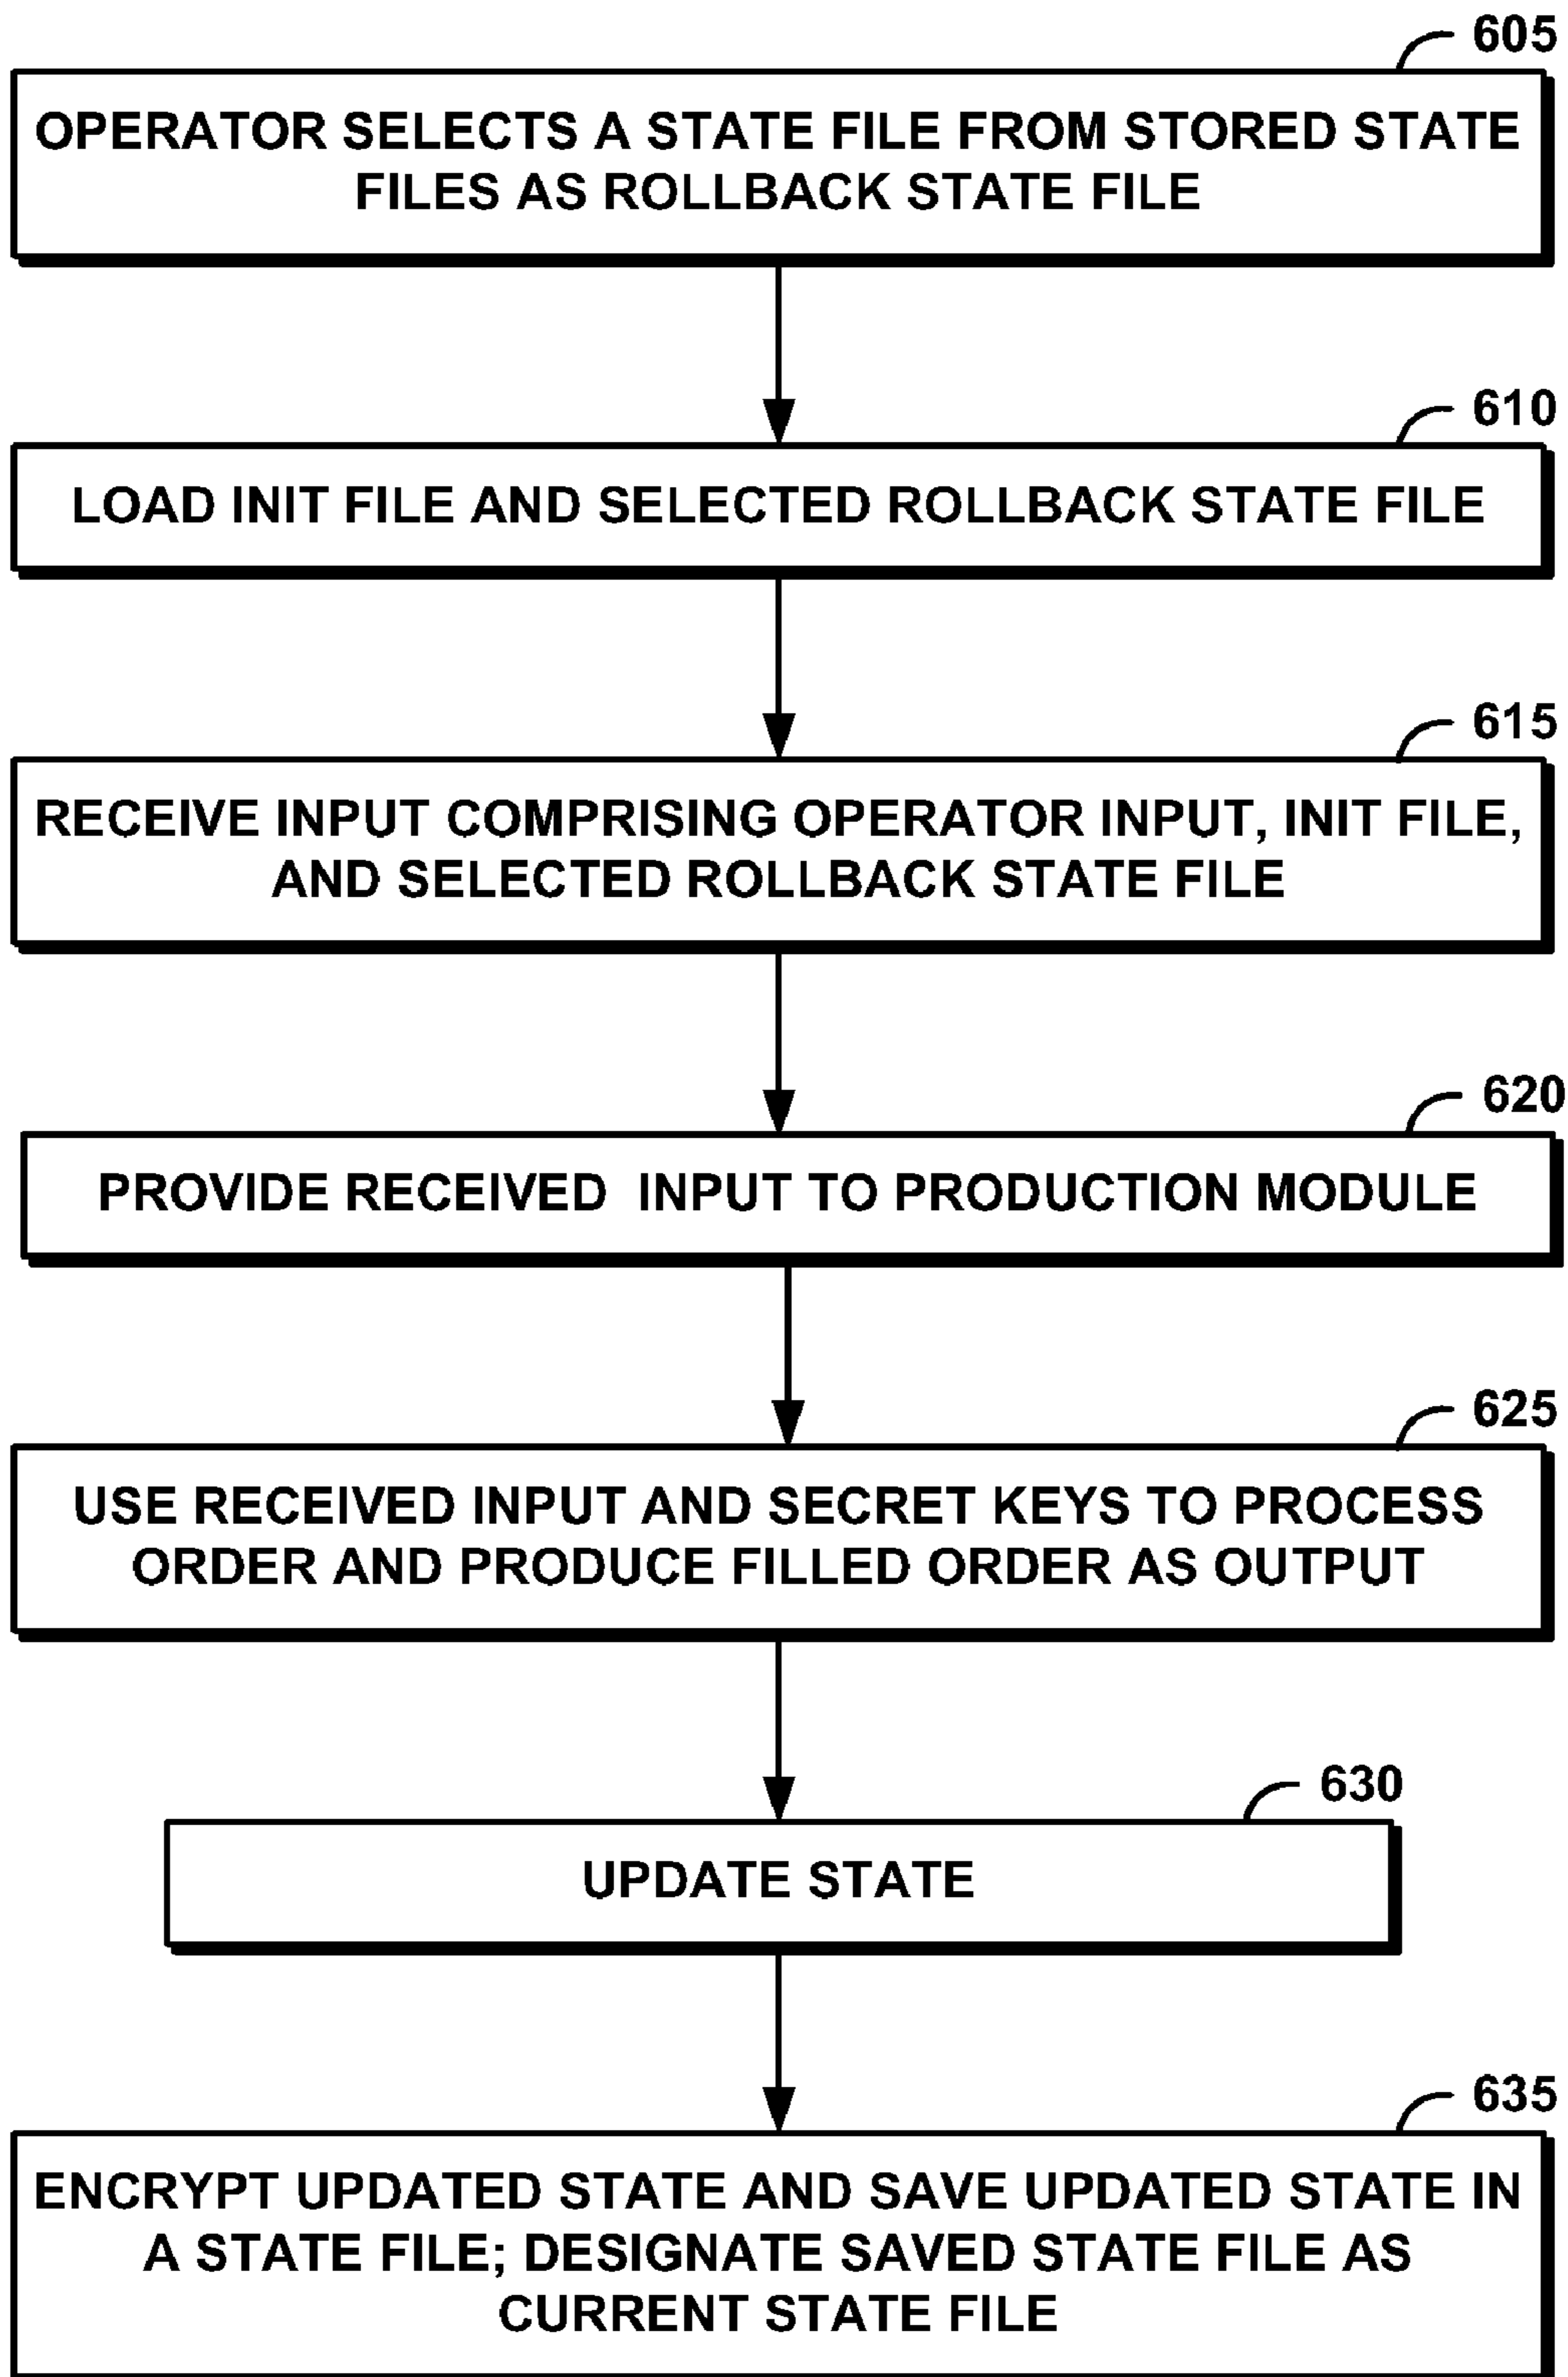 605
OPERATOR SELECTS A STATE FILE FROM STORED STATE
FILES AS ROLLBACK STATE FILE
610
LOAD INIT FILE AND SELECTED ROLLBACK STATE FILE
615
RECEIVE INPUT COMPRISING OPERATOR INPUT, INIT FILE,
AND SELECTED ROLLBACK STATE FILE
620
PROVIDE RECEIVED INPUT TO PRODUCTION MODULE
625
USE RECEIVED INPUT AND SECRET KEYS TO PROCESS
ORDER AND PRODUCE FILLED ORDER AS OUTPUT
630
UPDATE STATE
635
ENCRYPT UPDATED STATE AND SAVE UPDATED STATE IN
A STATE FILE; DESIGNATE SAVED STATE FILE AS
CURRENT STATE FILE